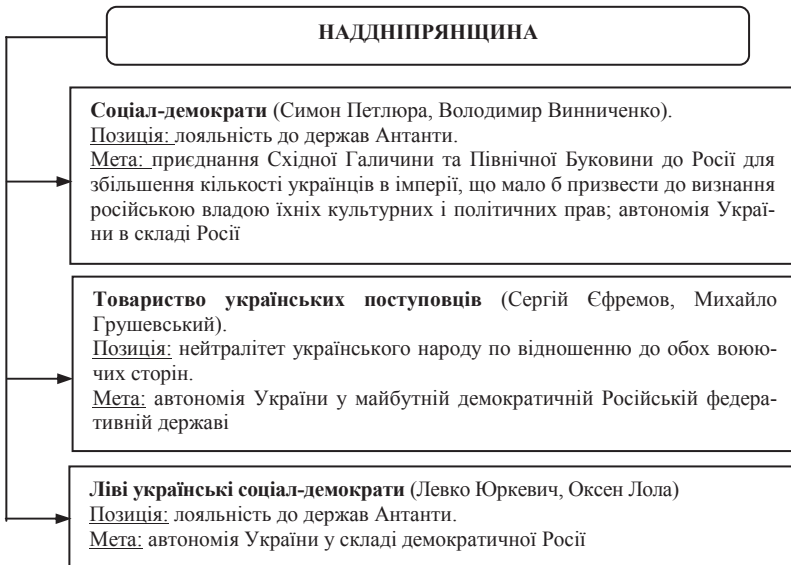 НАДДНІПРЯНЩИНА
Соціал-демократи (Симон Петлюра, Володимир Винниченко).
Позиція: лояльність до держав Антанти.
Мета: приєднання Східної Галичини та Північної Буковини до Росії для
збільшення кількості українців в імперії, що мало б призвести до визнання
російською владою їхніх культурних і політичних прав; автономія Украї-
ни в складі Росії
Товариство українських поступовців (Сергій Єфремов, Михайло
Грушевський).
Позиція: нейтралітет українського народу по відношенню до обох воюю-
чих сторін.
Мета: автономія України у майбутній демократичній Російській федера-
тивній державі
Ліві українські соціал-демократи (Левко Юркевич, Оксен Лола)
Позиція: лояльність до держав Антанти.
Мета: автономія України у складі демократичної Росії